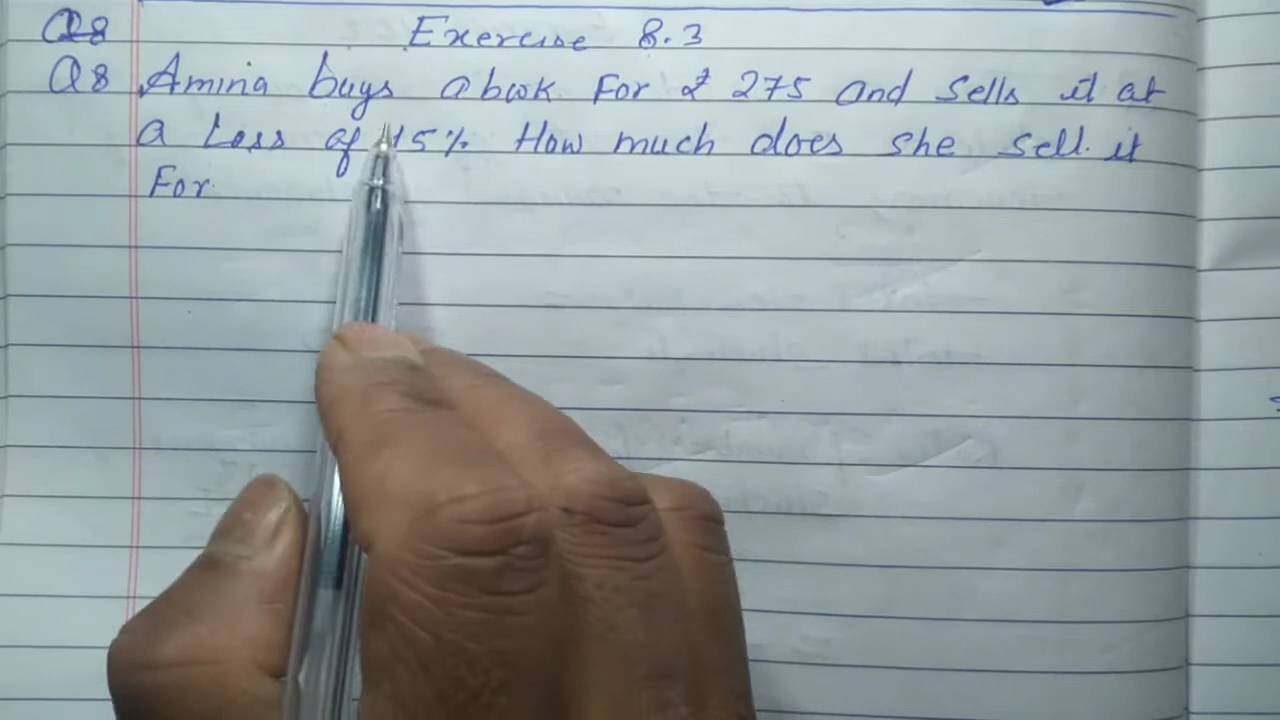 Q8 Exercise 8.3
Q8 Amina buys a book For ₹ 275 and Sells it at
a Loss of 15% How much does she sell it
For